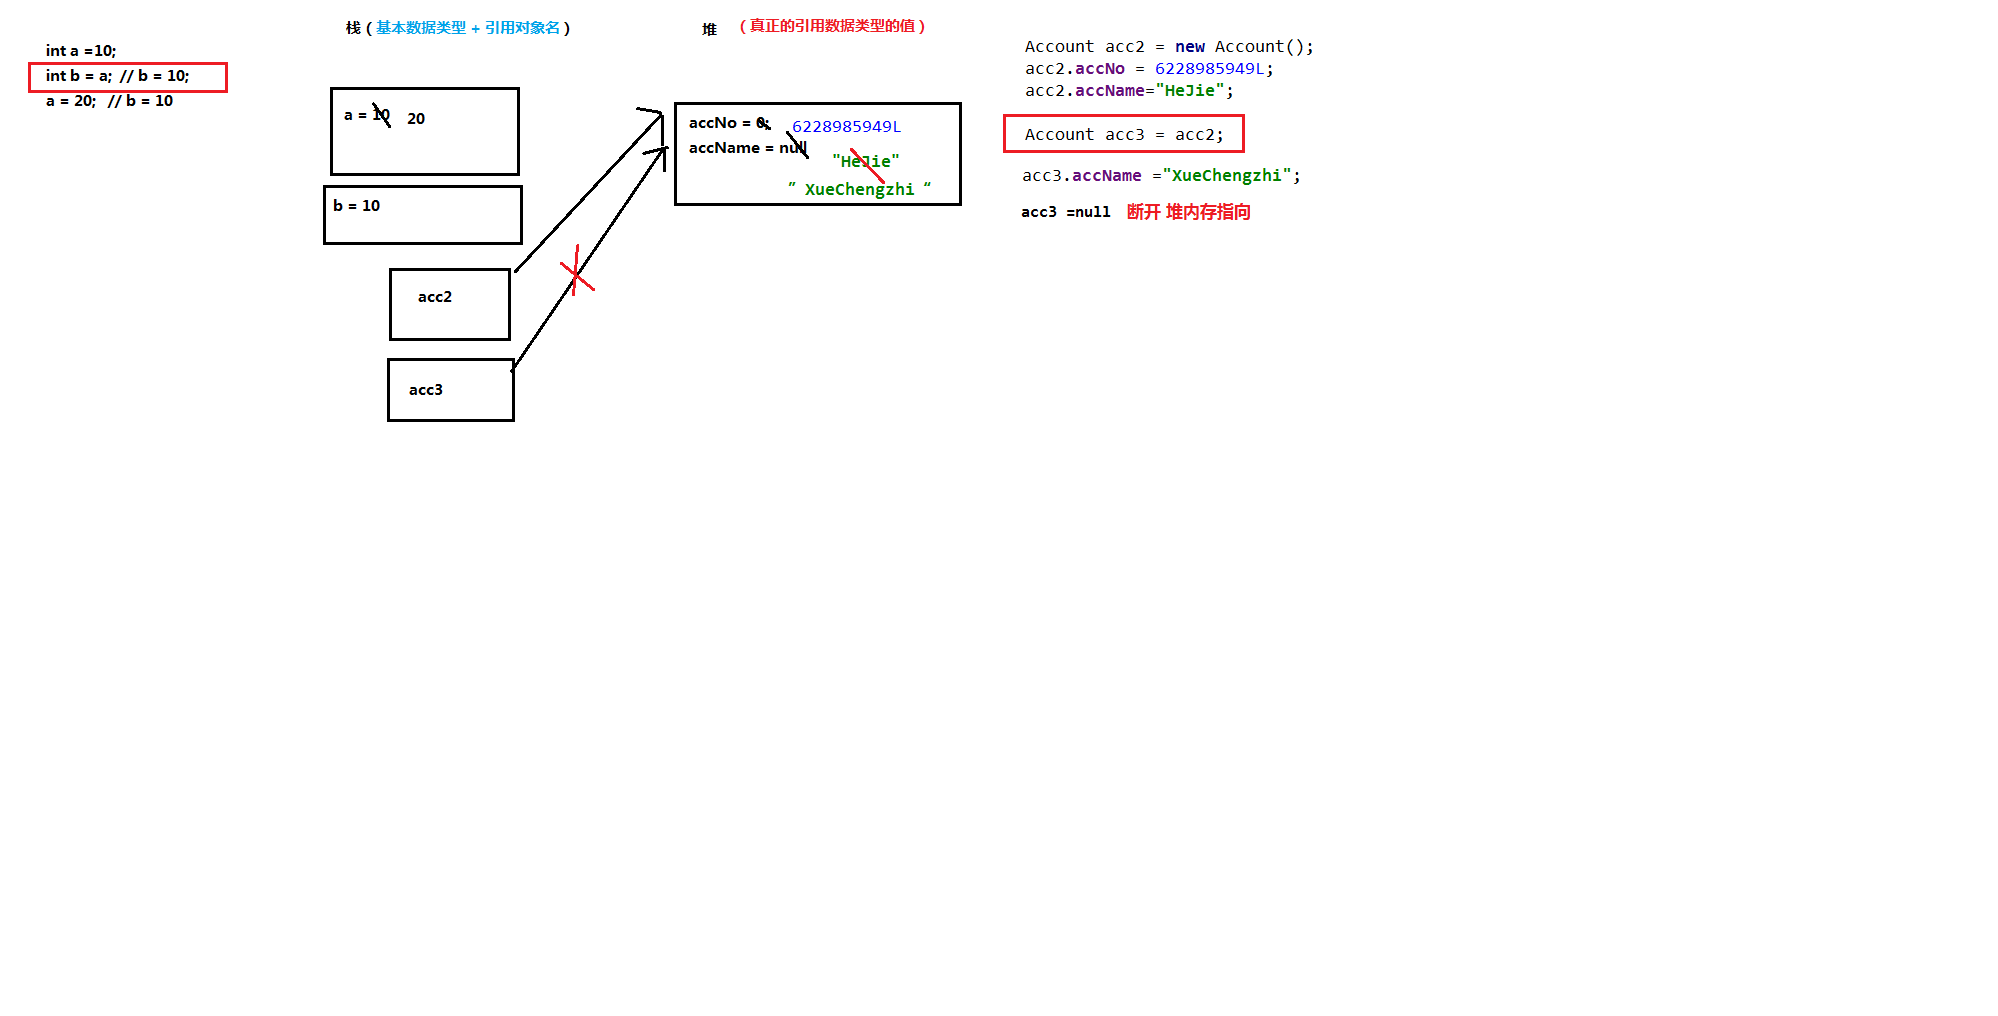 int a =10;
int b = a;  // b = 10;
a = 20;   // b = 10
栈（基本数据类型 + 引用对象名）
a = 10   20
b = 10
acc2
acc3
堆   （真正的引用数据类型的值）
accNo = 0;   6228985949L
accName = null
"HeJie"
” XueChengzhi “
Account acc2 = new Account();
acc2.accNo = 6228985949L;
acc2.accName="HeJie";
Account acc3 = acc2;
acc3.accName ="XueChengzhi";
acc3 =null   断开 堆内存指向